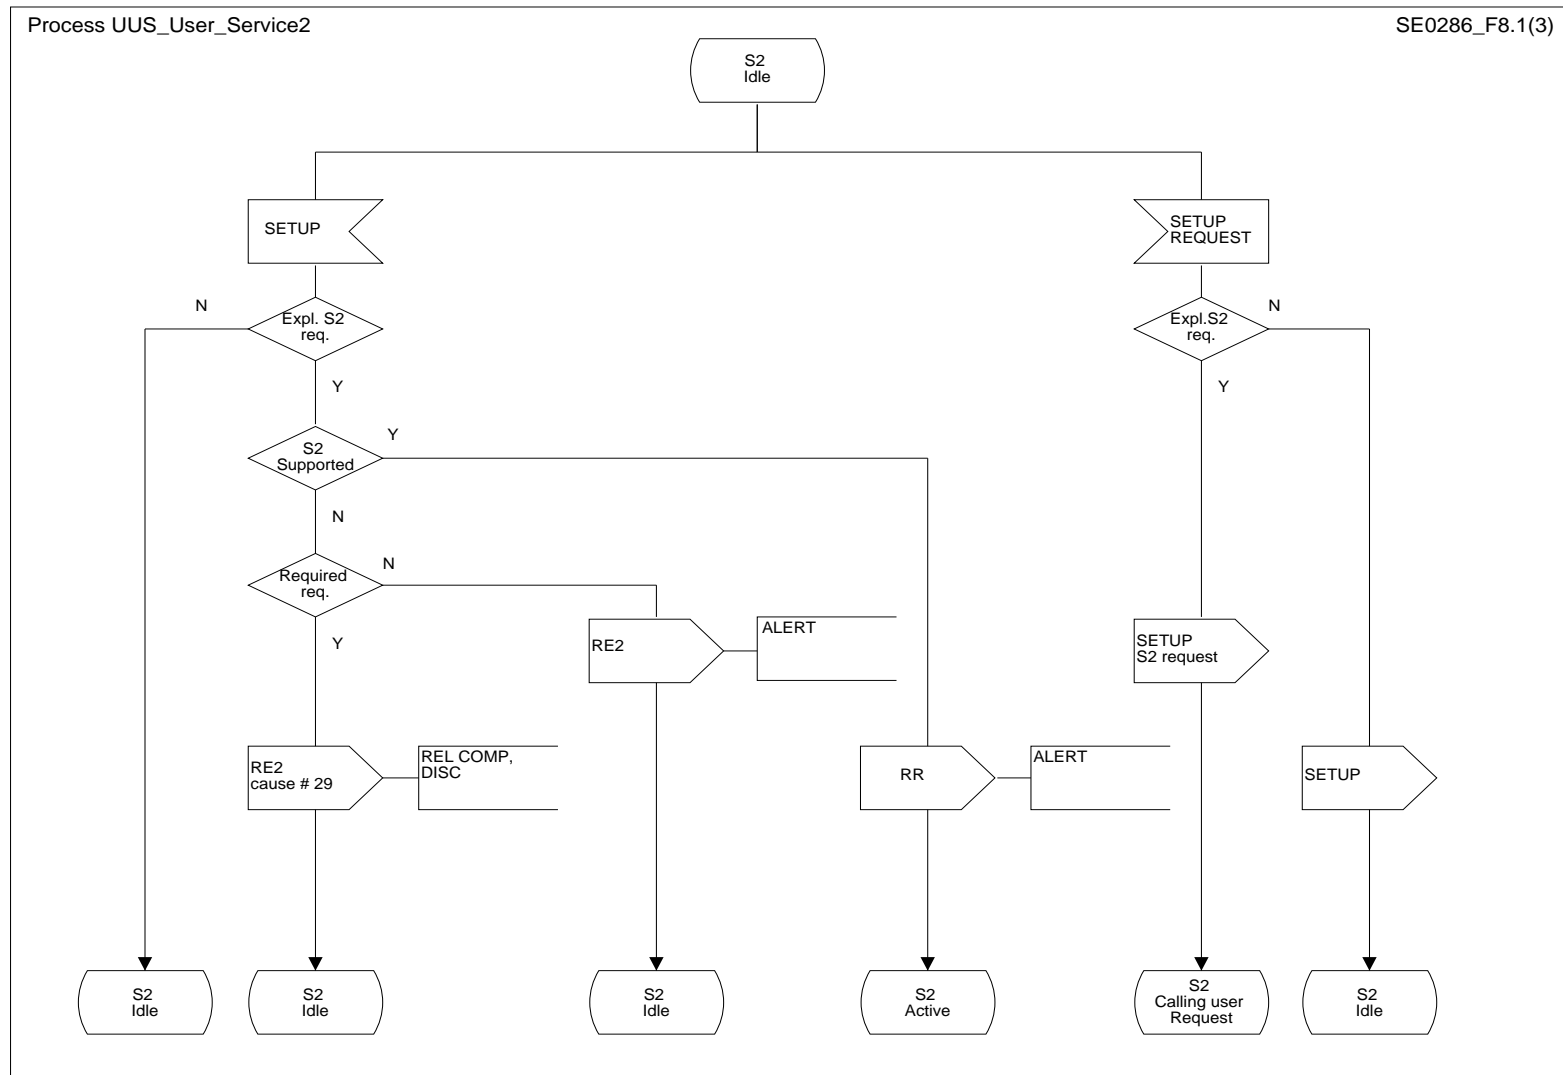 Process UUS_User_Service2
SE0286_F8.1(3)
S2
Idle
SETUP
SETUP
REQUEST
N
Expl. S2
req.
Expl.S2
req.
N
Y
Y
S2
Supported
Y
N
Required
req.
N
Y
RE2
ALERT
SETUP
S2 request
RE2
cause # 29
REL COMP,
DISC
RR
ALERT
SETUP
S2
Idle
S2
Idle
S2
Idle
S2
Active
S2
Calling user
Request
S2
Idle